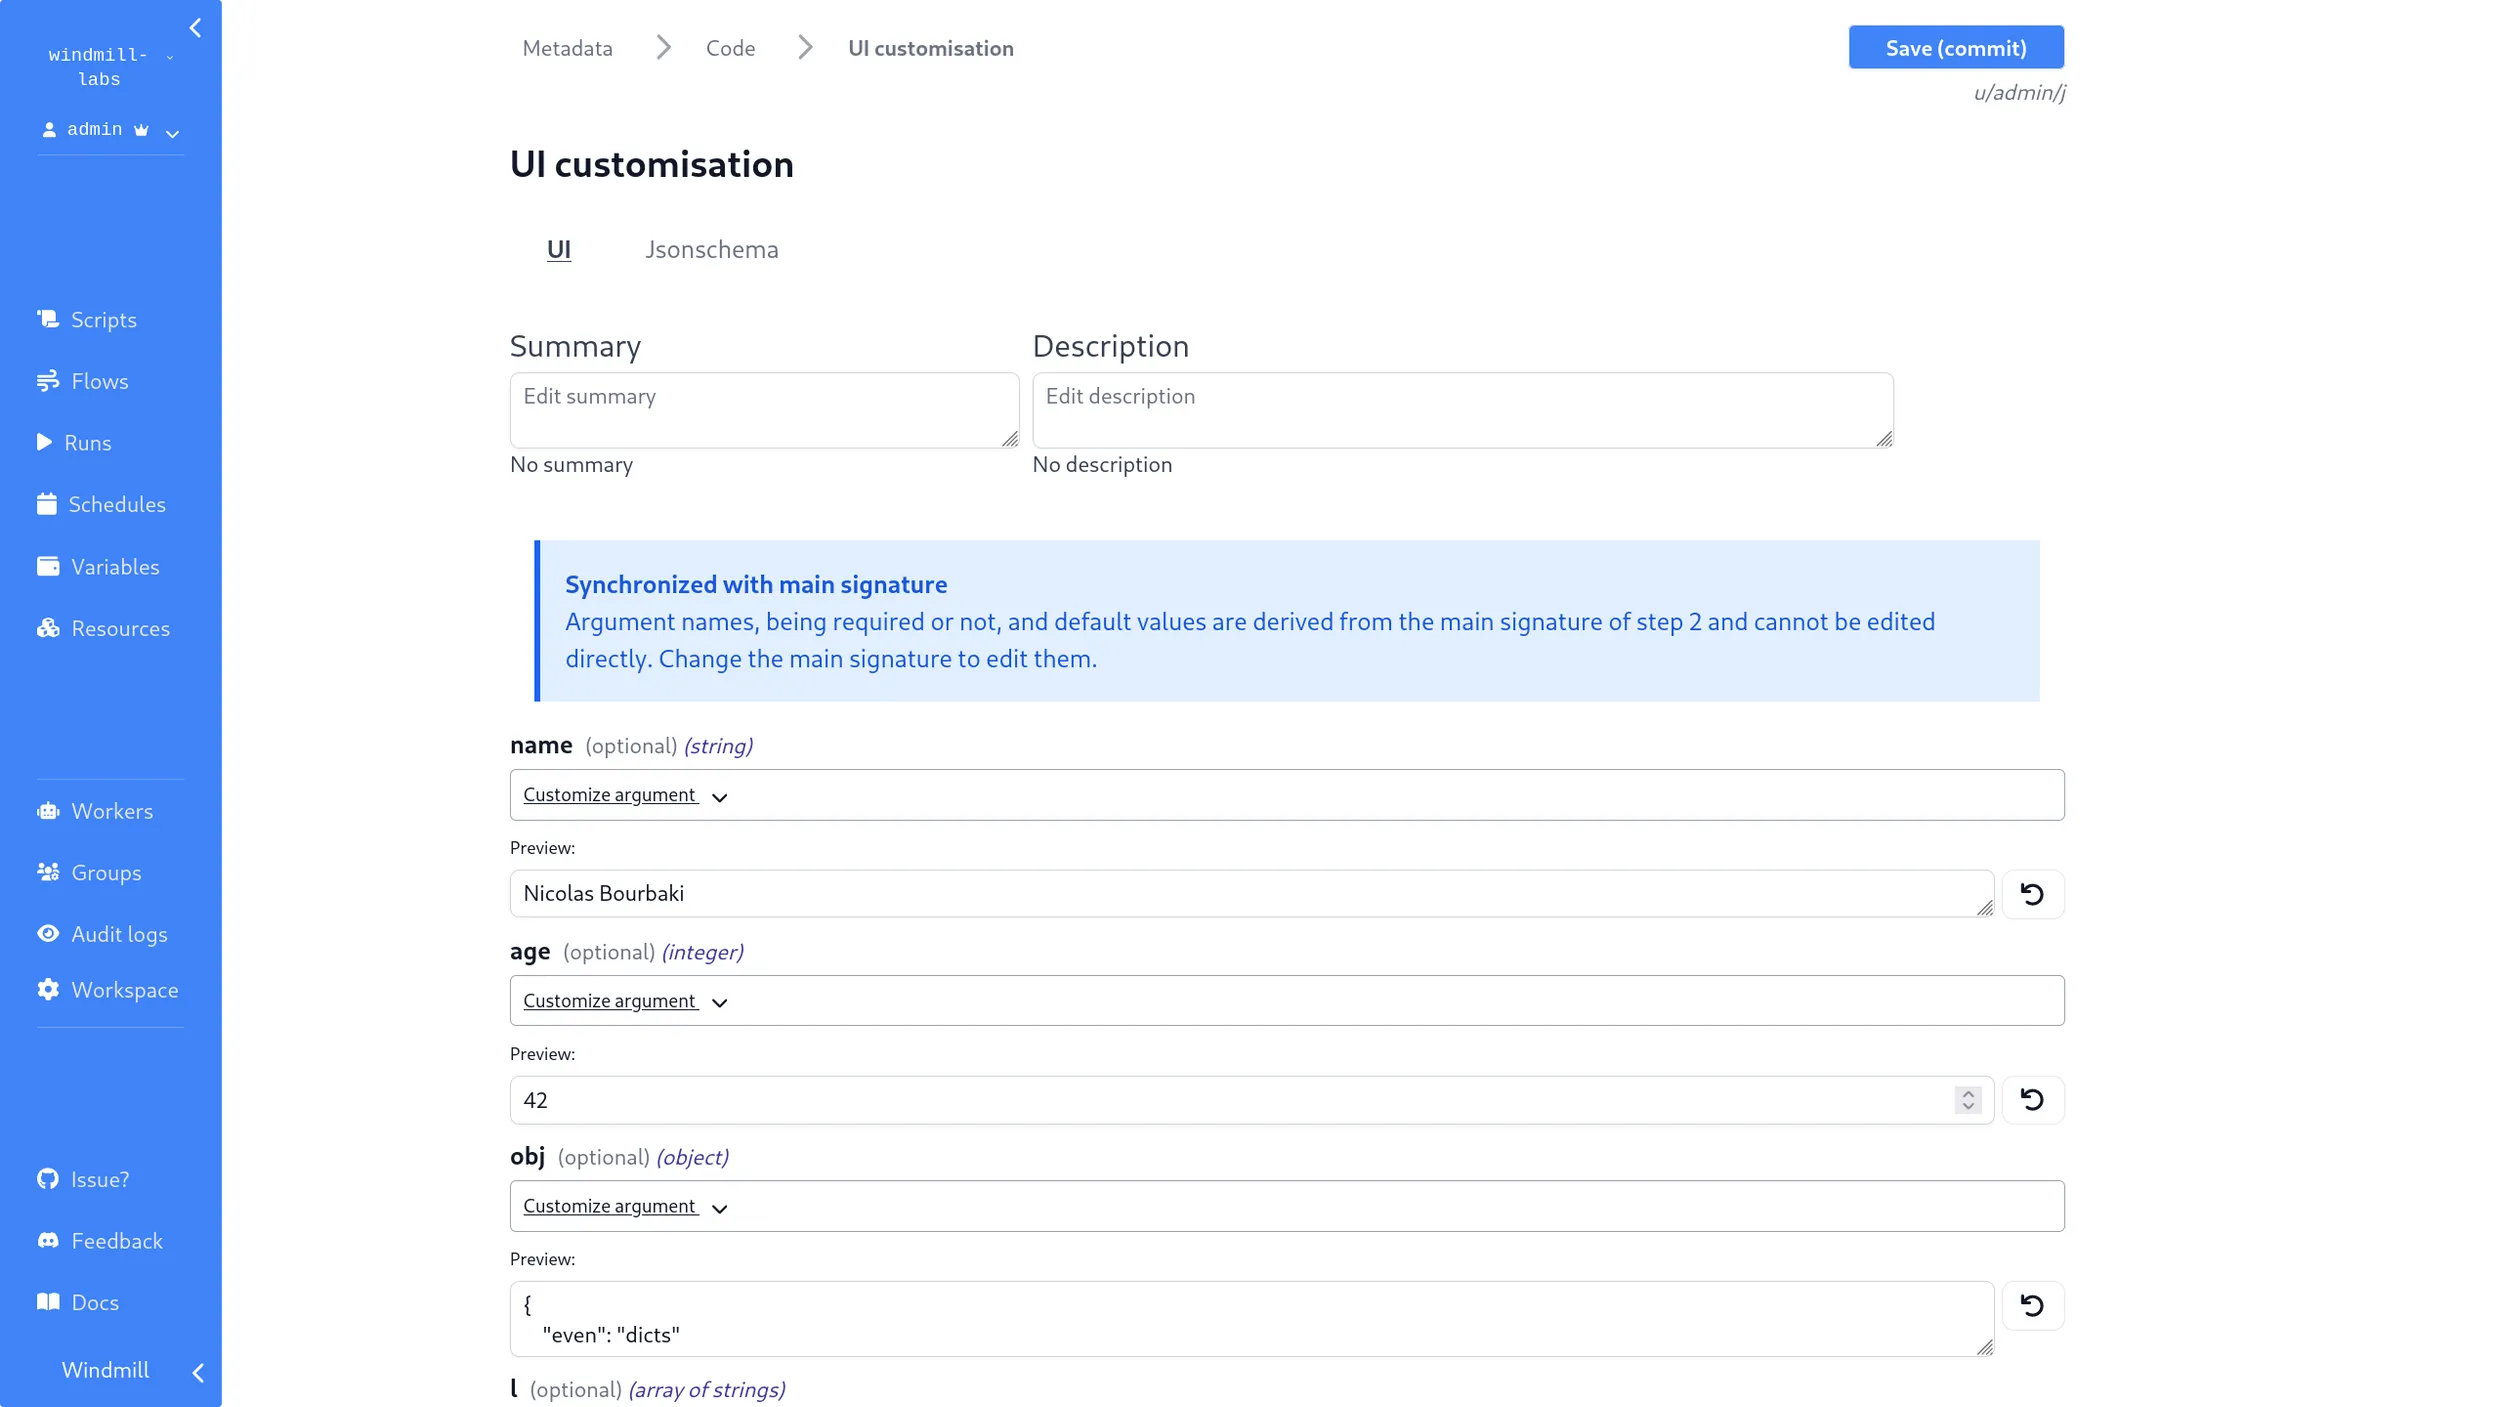 windmill-
labs
admin
Scripts
Flows
Runs
Schedules
Variables
Resources
Workers
Groups
Audit logs
Workspace
Issue?
Feedback
Docs
Windmill
Metadata
Code
UI customisation
Save (commit)
u/admin/j
UI customisation
UI
Jsonschema
Summary
Description
Edit summary
Edit description
No summary
No description
Synchronized with main signature
Argument names, being required or not, and default values are derived from the main signature of step 2 and cannot be edited
directly. Change the main signature to edit them.
name (optional) (string)
Customize argument
Preview:
Nicolas Bourbaki
age (optional) (integer)
Customize argument
Preview:
42
obj (optional) (object)
Customize argument
Preview:
{
"even": "dicts"
l (optional) (array of strings)